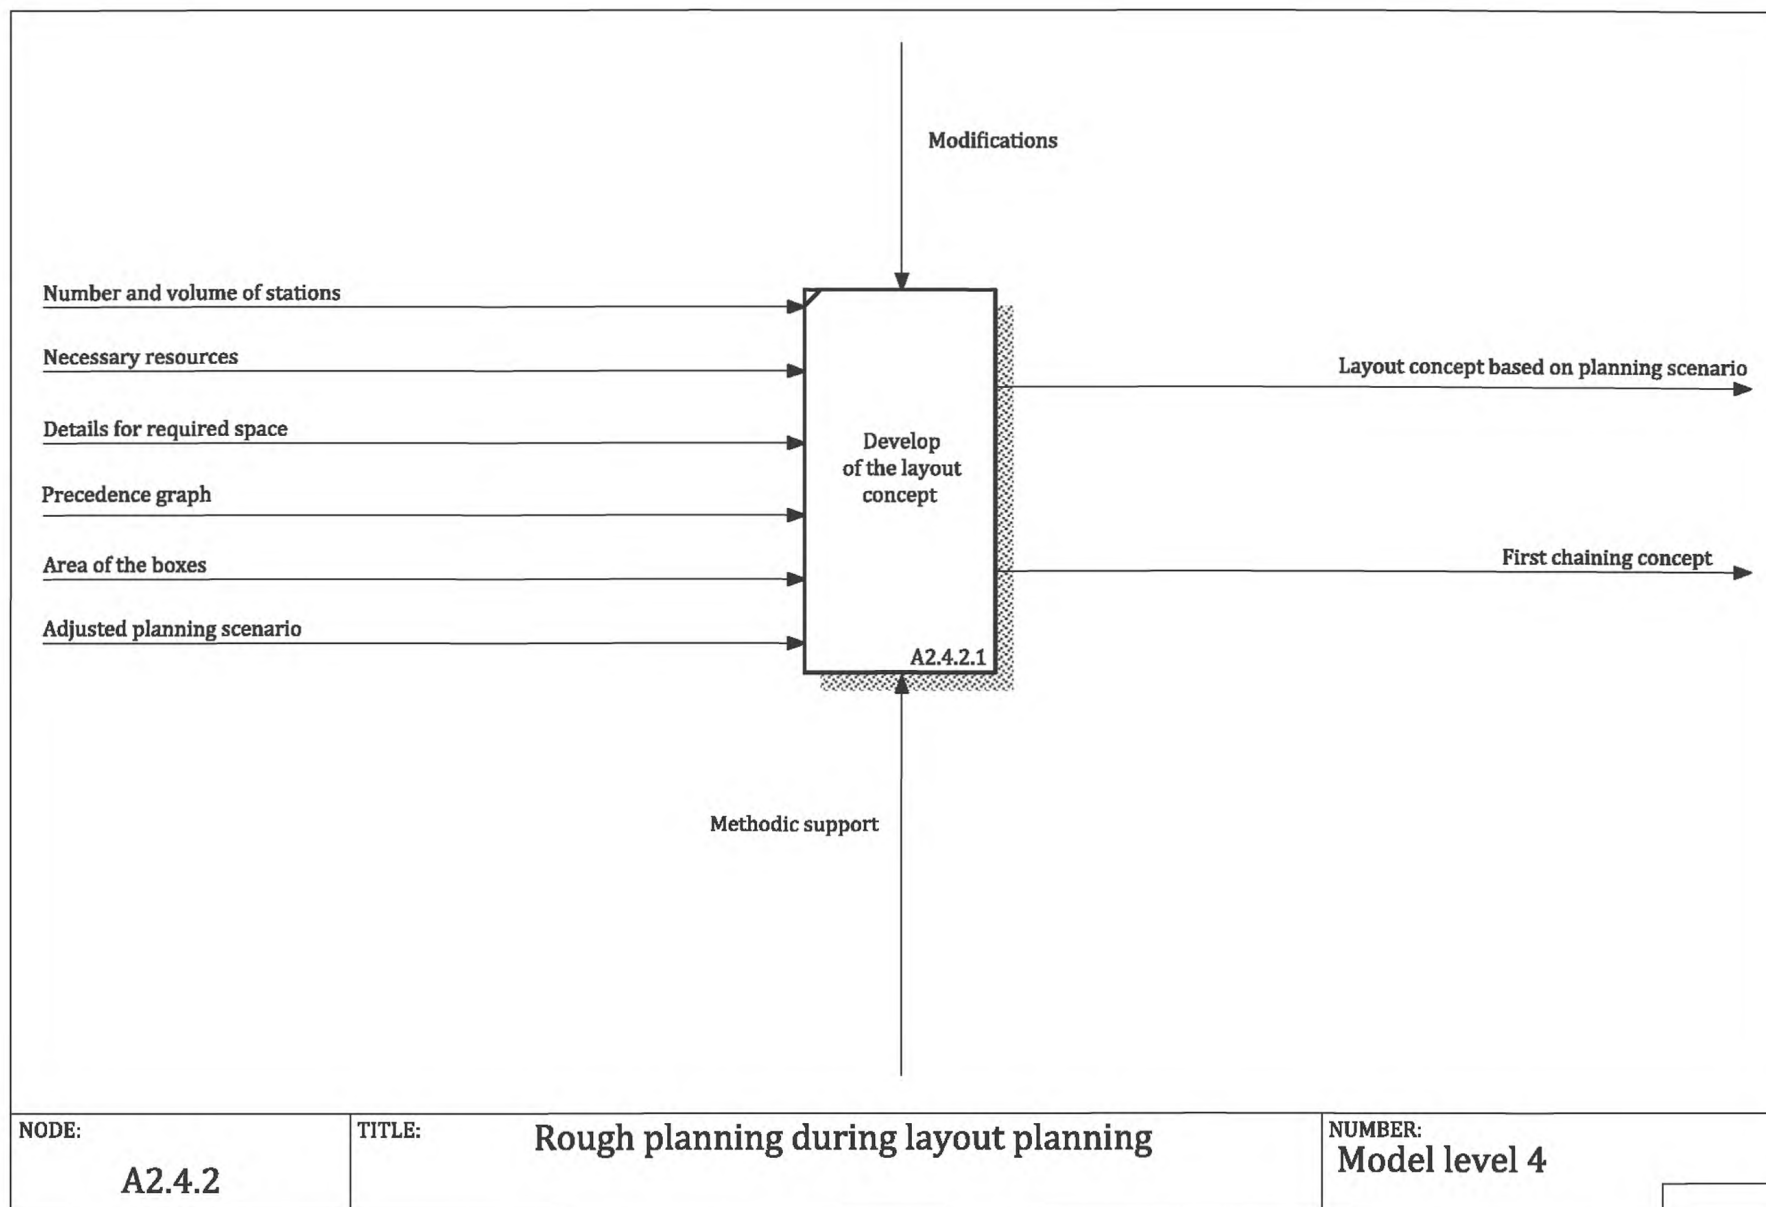 Modifications
Number and volume of stations
Necessary resources
Details for required space
Precedence graph
Area of the boxes
Adjusted planning scenario
Develop
of the layout
concept
A2.4.2.1
Layout concept based on planning scenario
First chaining concept
Methodic support
NODE:
A2.4.2
TITLE:
Rough planning during layout planning
NUMBER:
Model level 4